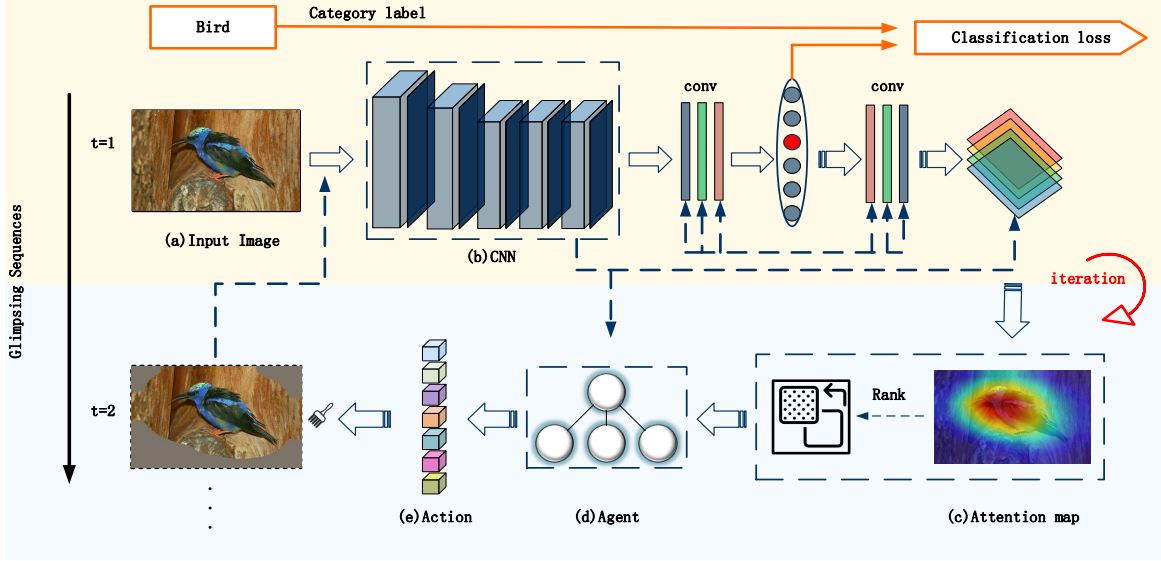 Bird
Category label
Classification loss
conv
conv
t=1
(a)Input Image
(b)CNN
Glimpsing Sequences
iteration
t=2
Rank
(e)Action
(d)Agent
(c)Attention map